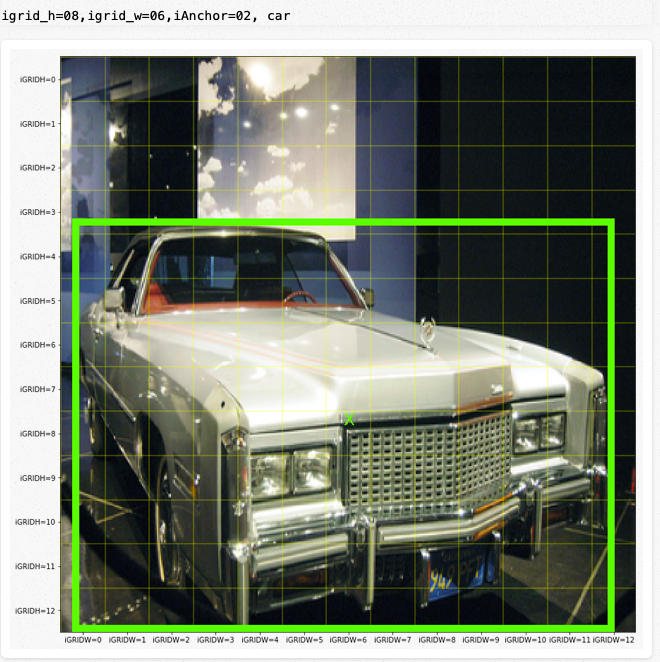 igrid_h=08,igrid_w=06,iAnchor=02, car
iGRIDH=0
iGRIDH=1
iGRIDH=2
iGRIDH=3
iGRIDH=4
iGRIDH=5
iGRIDH=6
iGRIDH=7
iGRIDH=8
iGRIDH=9
iGRIDH=10
iGRIDH=11
iGRIDH=12
X
iGRIDW=0 iGRIDW=1 iGRIDW=2 iGRIDW=3 iGRIDW=4 iGRIDW=5 iGRIDW=6 iGRIDW=7 iGRIDW=8 iGRIDW=9 iGRIDW=10 iGRIDW=11 iGRIDW=12